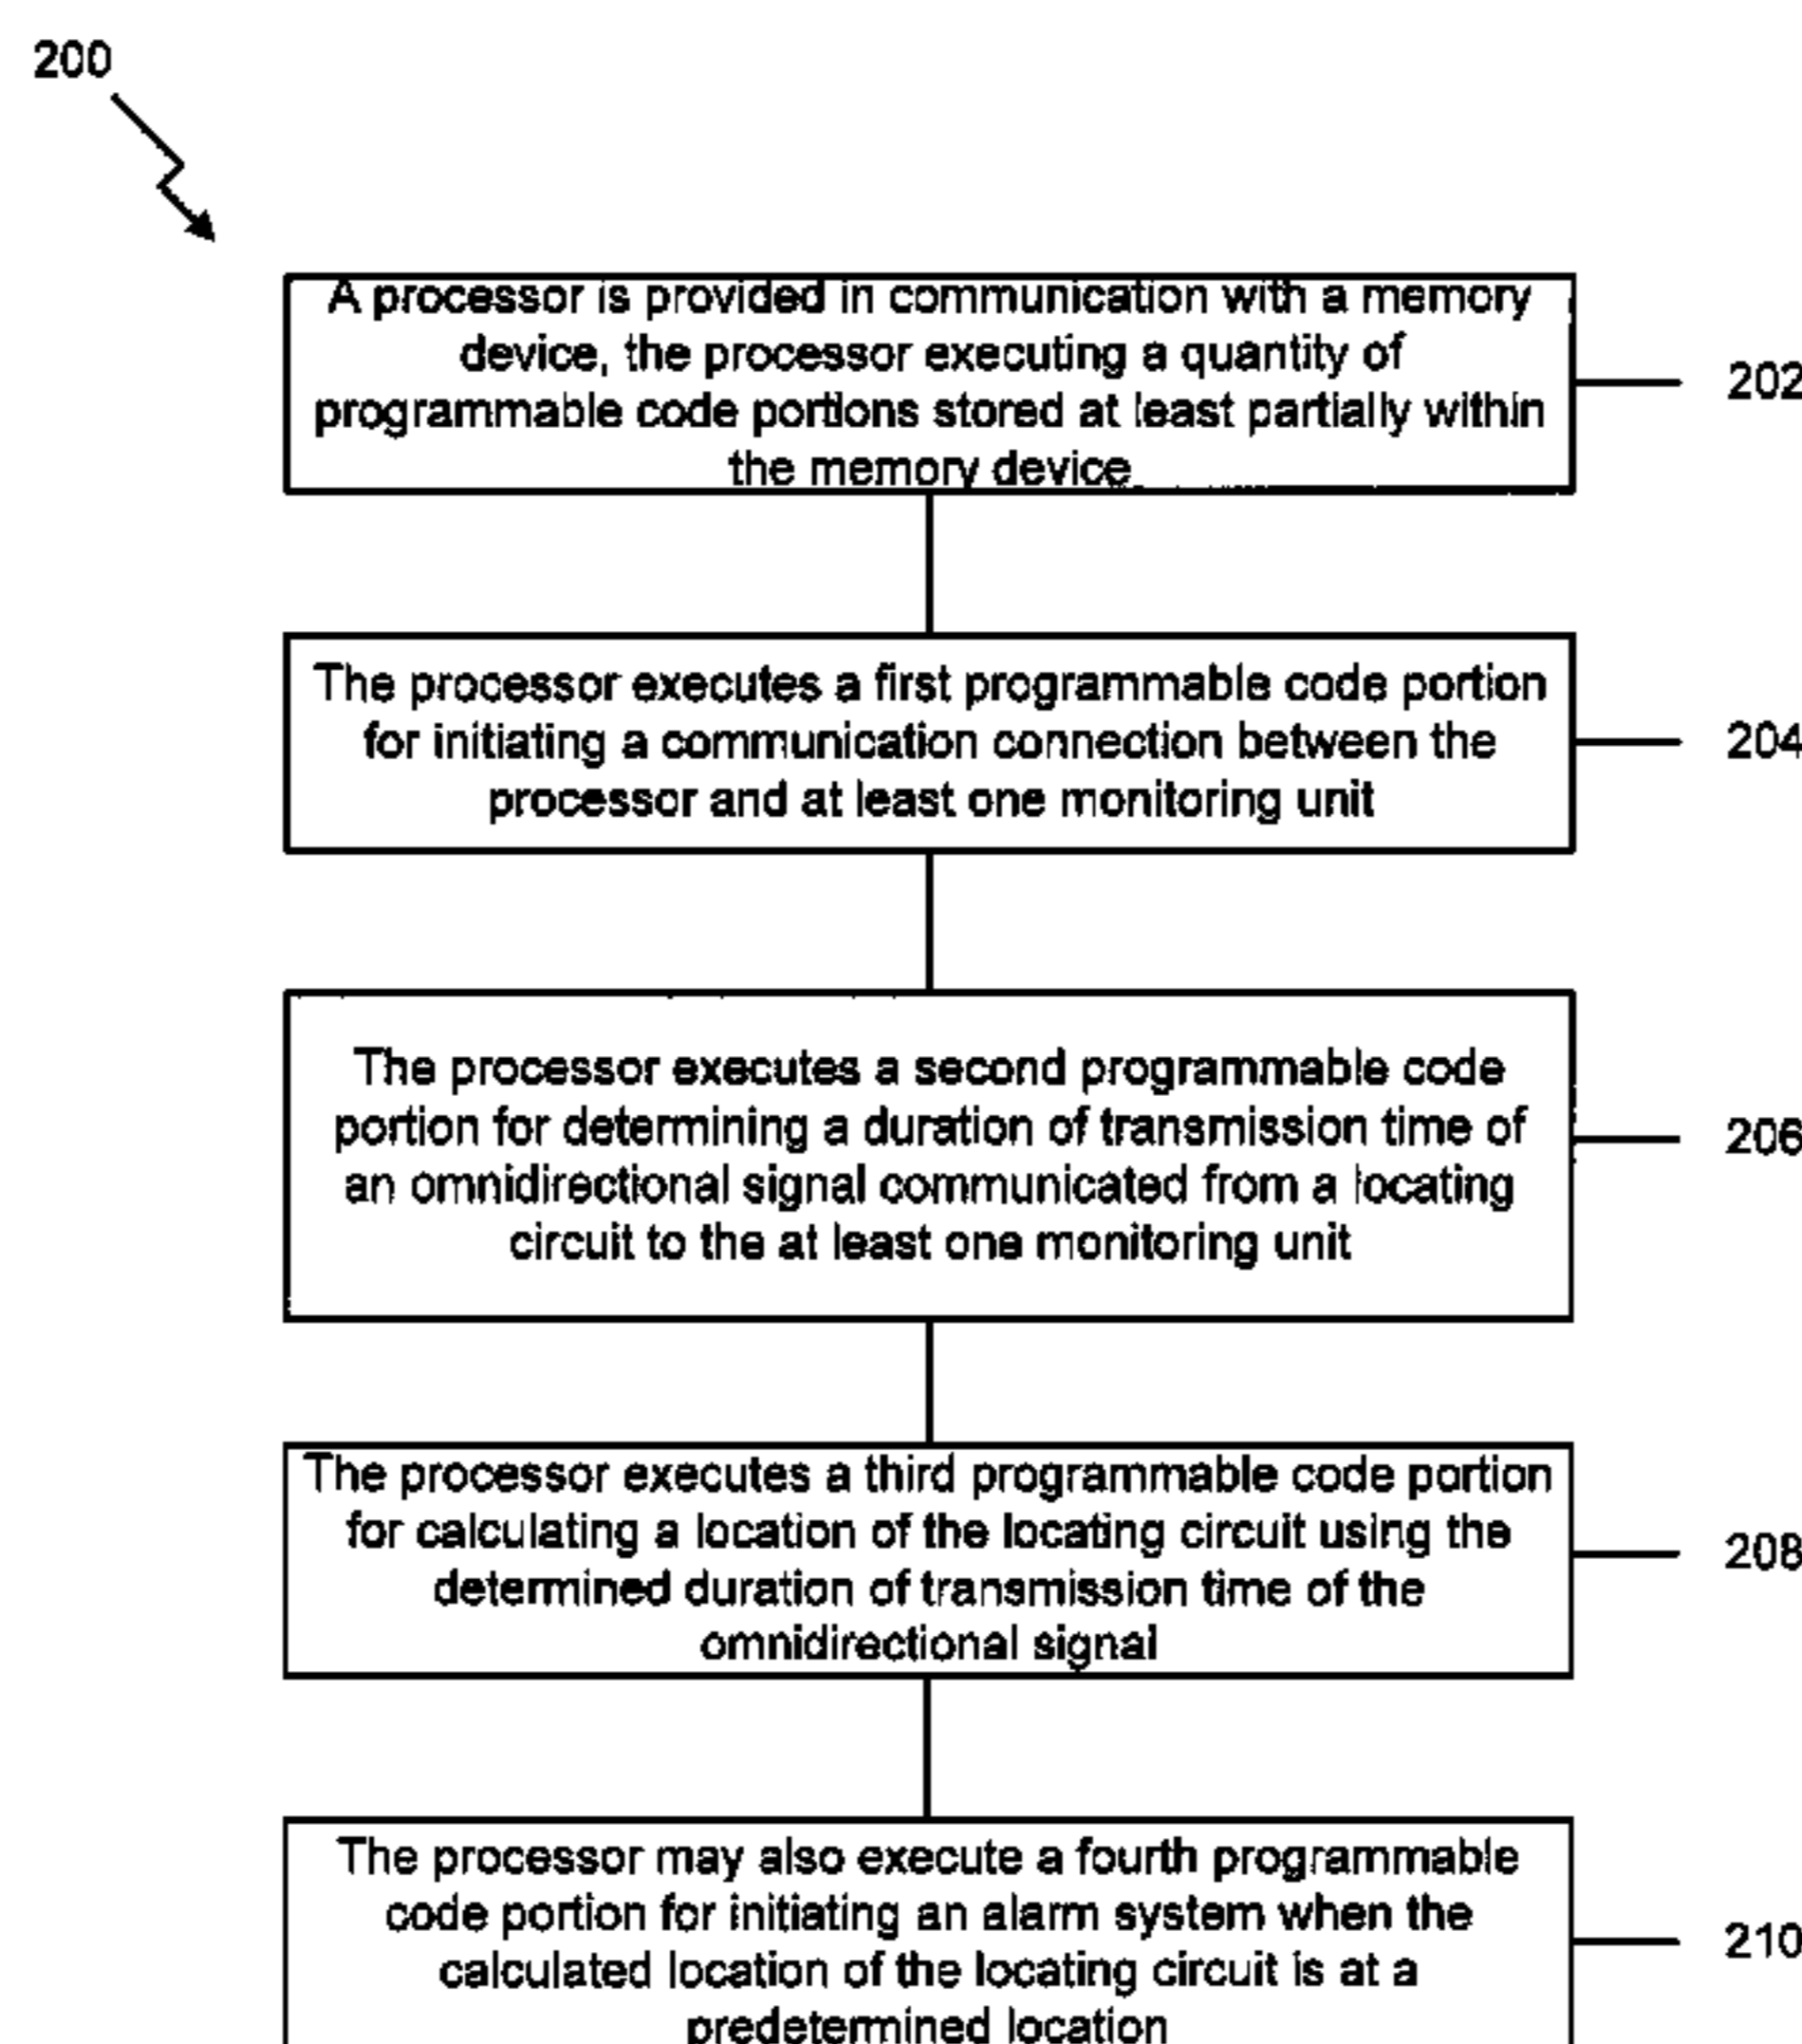 200
A processor is provided in communication with a memory
device, the processor executing a quantity of
programmable code portions stored at least partially within
the memory device
202
The processor executes a first programmable code portion
for initiating a communication connection between the
processor and at least one monitoring unit
204
The processor executes a second programmable code
portion for determining a duration of transmission time of
an omnidirectional signal communicated from a locating
circuit to the at least one monitoring unit
206
The processor executes a third programmable code portion
for calculating a location of the locating circuit using the
determined duration of transmission time of the
omnidirectional signal
208
The processor may also execute a fourth programmable
code portion for initiating an alarm system when the
calculated location of the locating circuit is at a
predetermined location
210